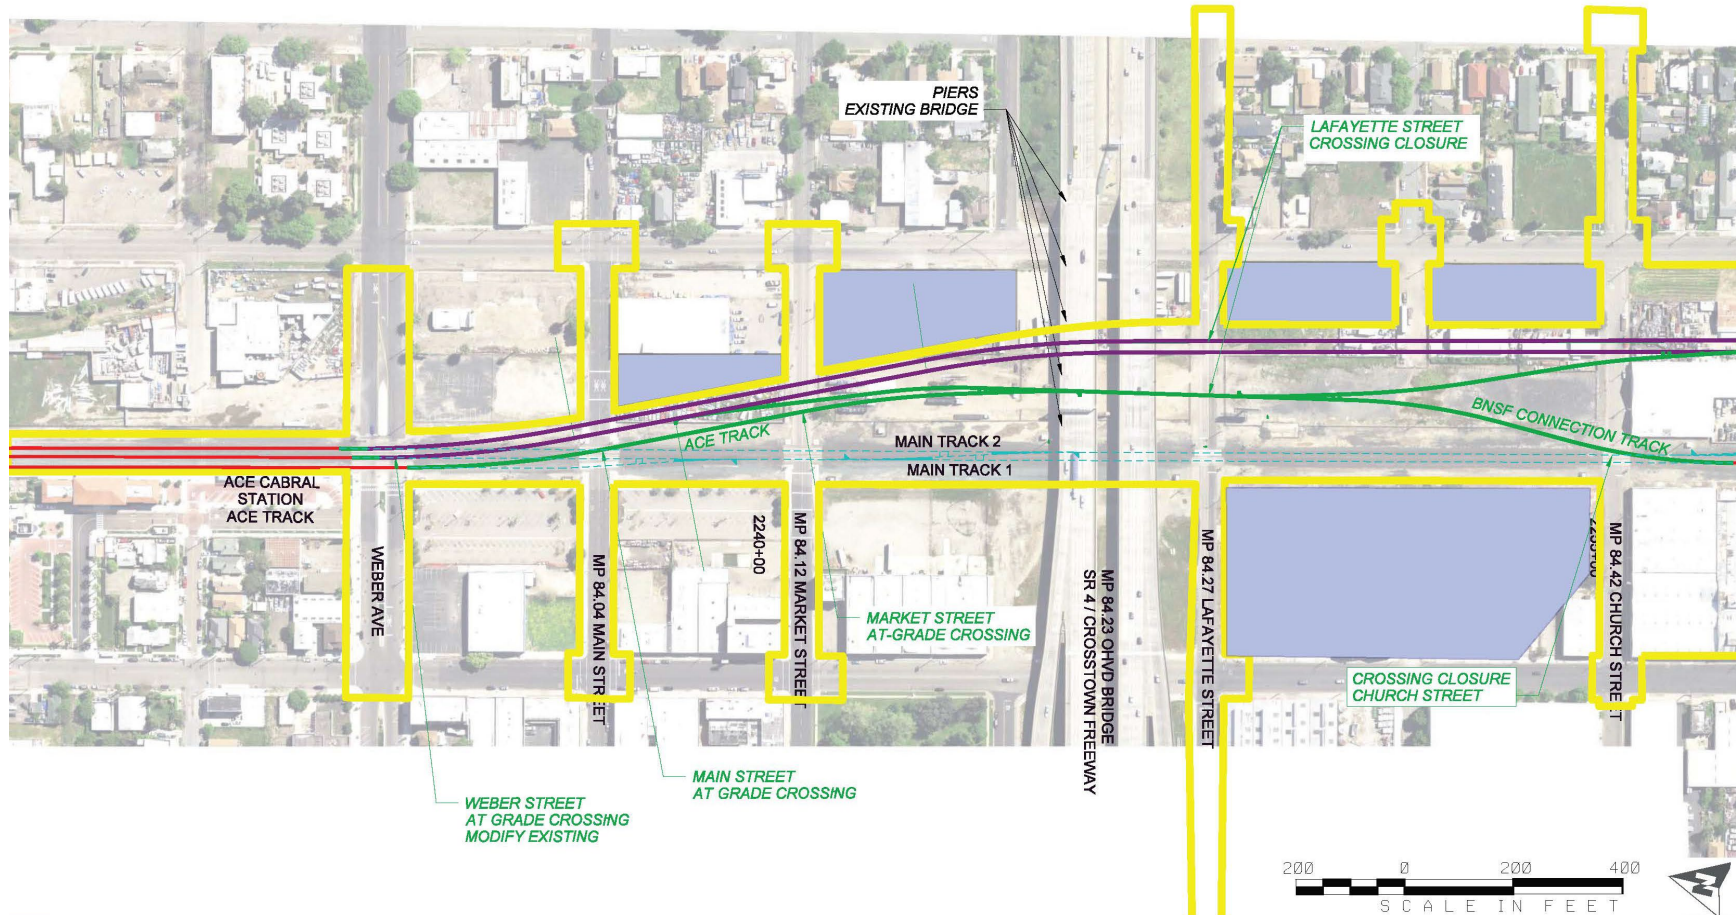 PIERS
EXISTING BRIDGE
LAFAYETTE STREET
CROSSING CLOSURE
ACE TRACK
MAIN TRACK 2
MAIN TRACK 1
BNSF CONNECTION TRACK
ACE CABRAL
STATION
ACE TRACK
WEBER AVE
MP 84.04 MAIN STREET
2240+00
MP 84.12 MARKET STREET
MP 84.23 OHVD BRIDGE
SR 4 / CROSSTOWN FREEWAY
MP 84.27 LAFAYETTE STREET
MP 84.42 CHURCH STREET
MARKET STREET
AT-GRADE CROSSING
CROSSING CLOSURE
CHURCH STREET
MAIN STREET
AT GRADE CROSSING
WEBER STREET
AT GRADE CROSSING
MODIFY EXISTING
200 0 200 400
SCALE IN FEET